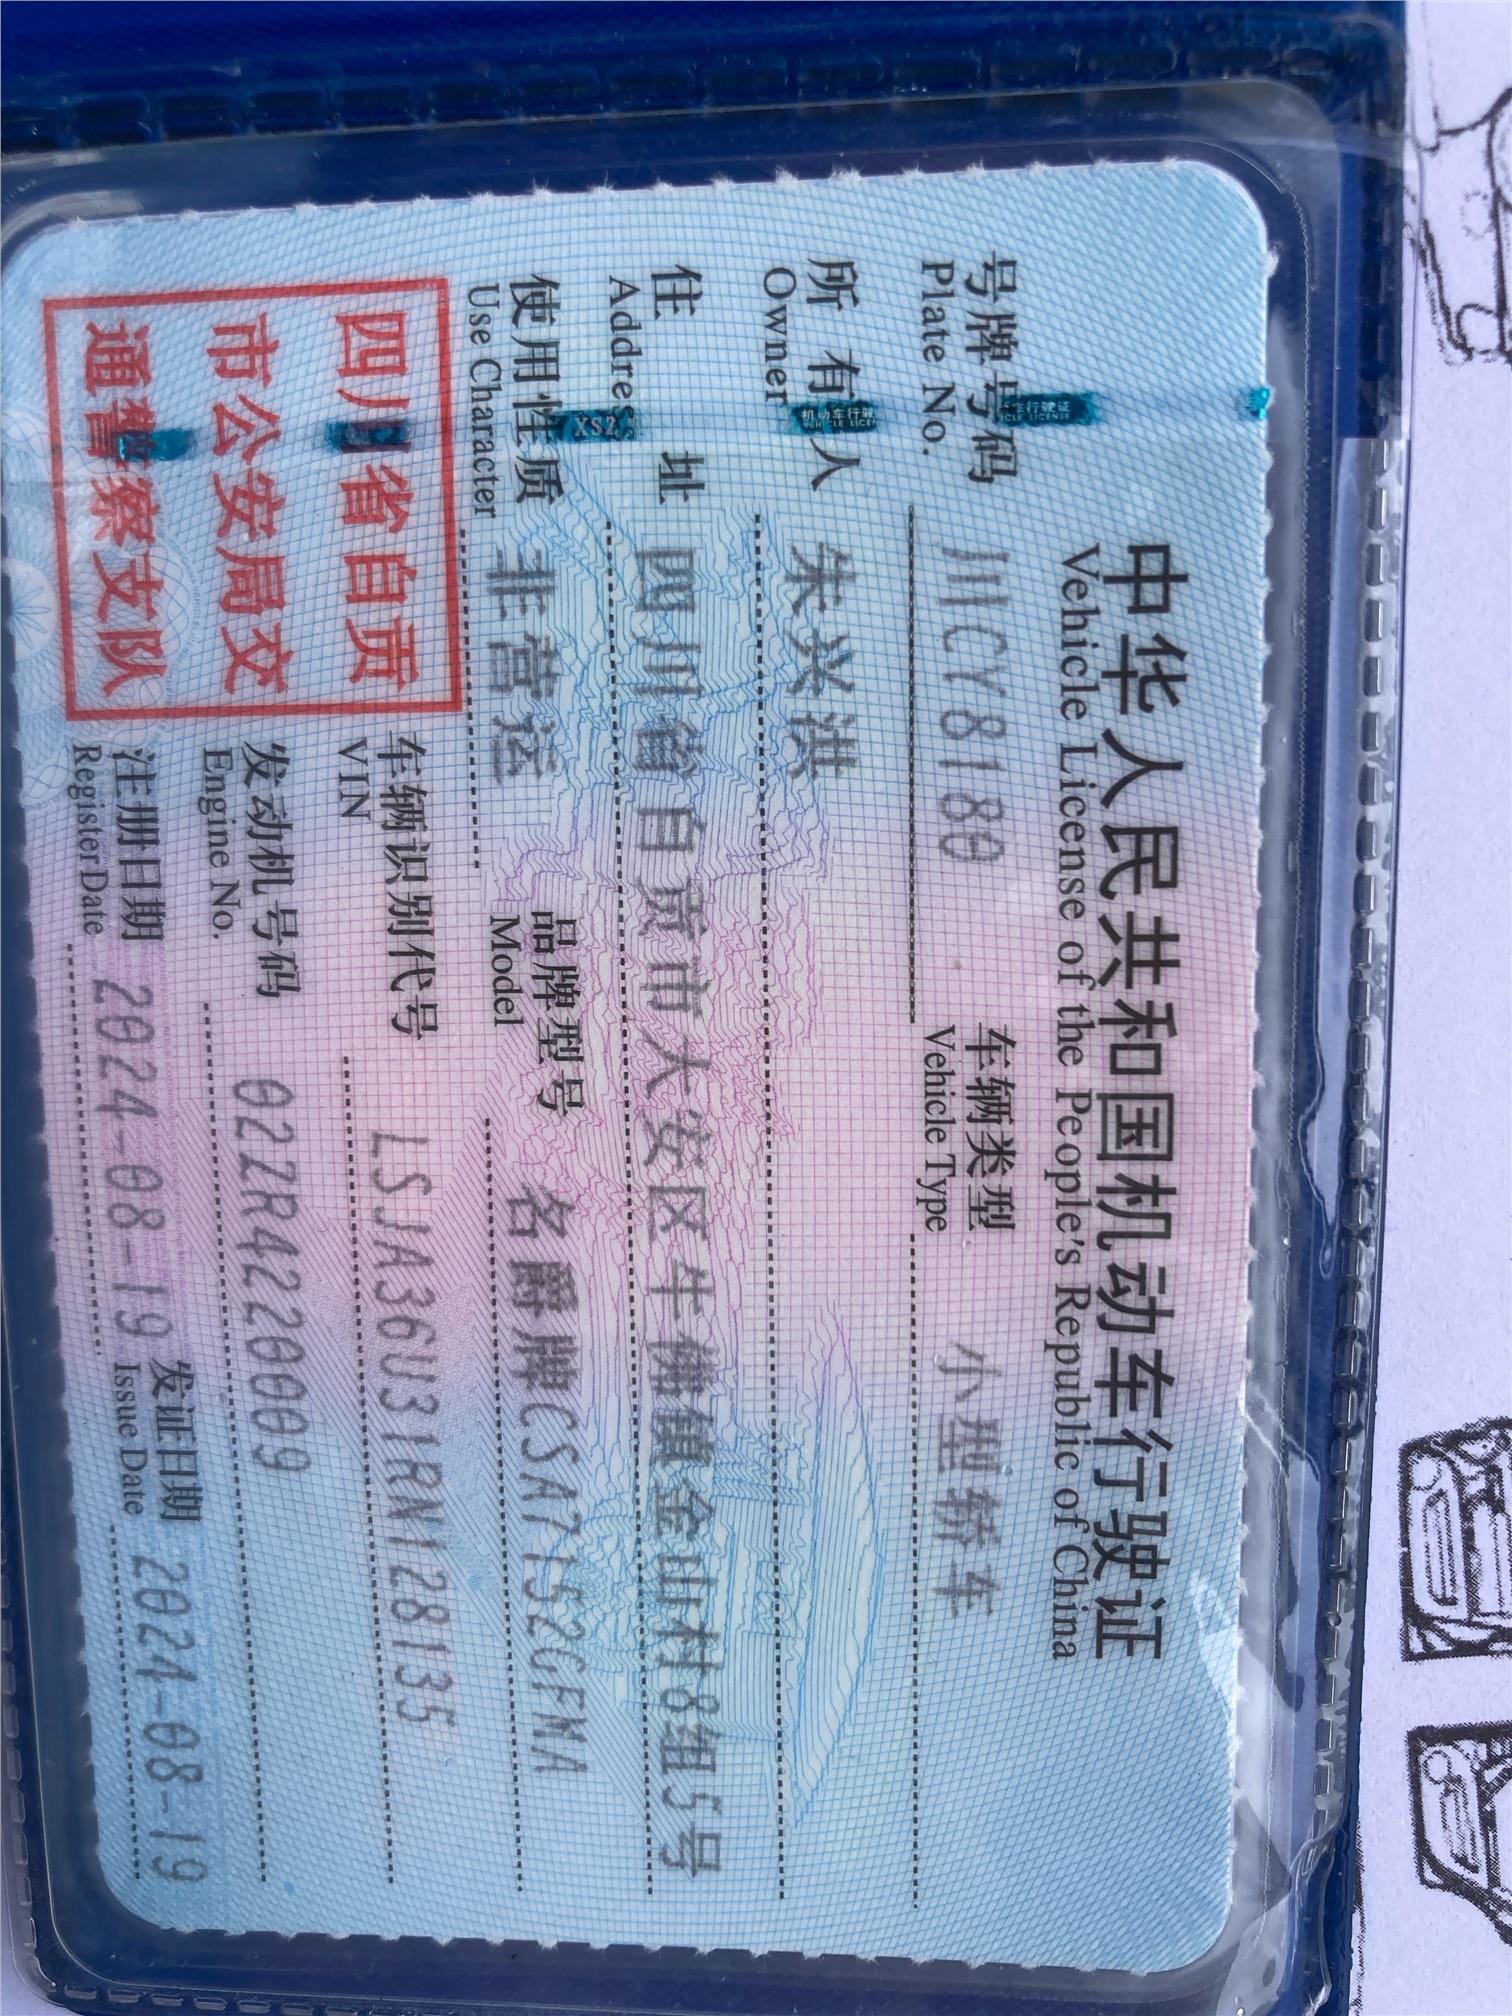 中华人民共和国机动车行驶证
Vehicle License of the People's Republic of China
号牌号码 川CY8180 车辆类型 小型轿车
Plate No. Vehicle Type
所有人 朱兴洪
Owner
住址 四川省自贡市大安区牛佛镇金山村8组5号
Address
使用性质 非营运 品牌型号 名爵牌CSA7152GFMA
Use Character Model
四川省自贡
市公安局交
通警察支队
车辆识别代号 LSJA36U31RN128135
VIN
发动机号码 02ZR4220009
Engine No.
注册日期 2024-08-19 发证日期 2024-08-19
Register Date Issue Date